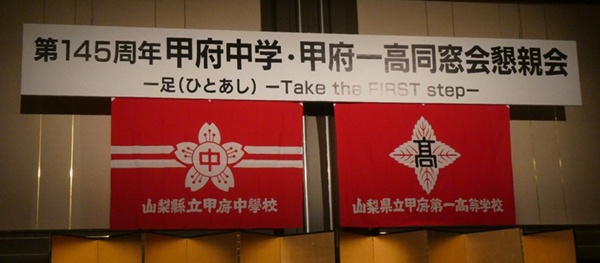 第145周年 甲府中学・甲府一高同窓会懇親会
一足(ひとあし) ーTake the FIRST stepー
中
山梨縣立甲府中學校
高
山梨県立甲府第一高等学校